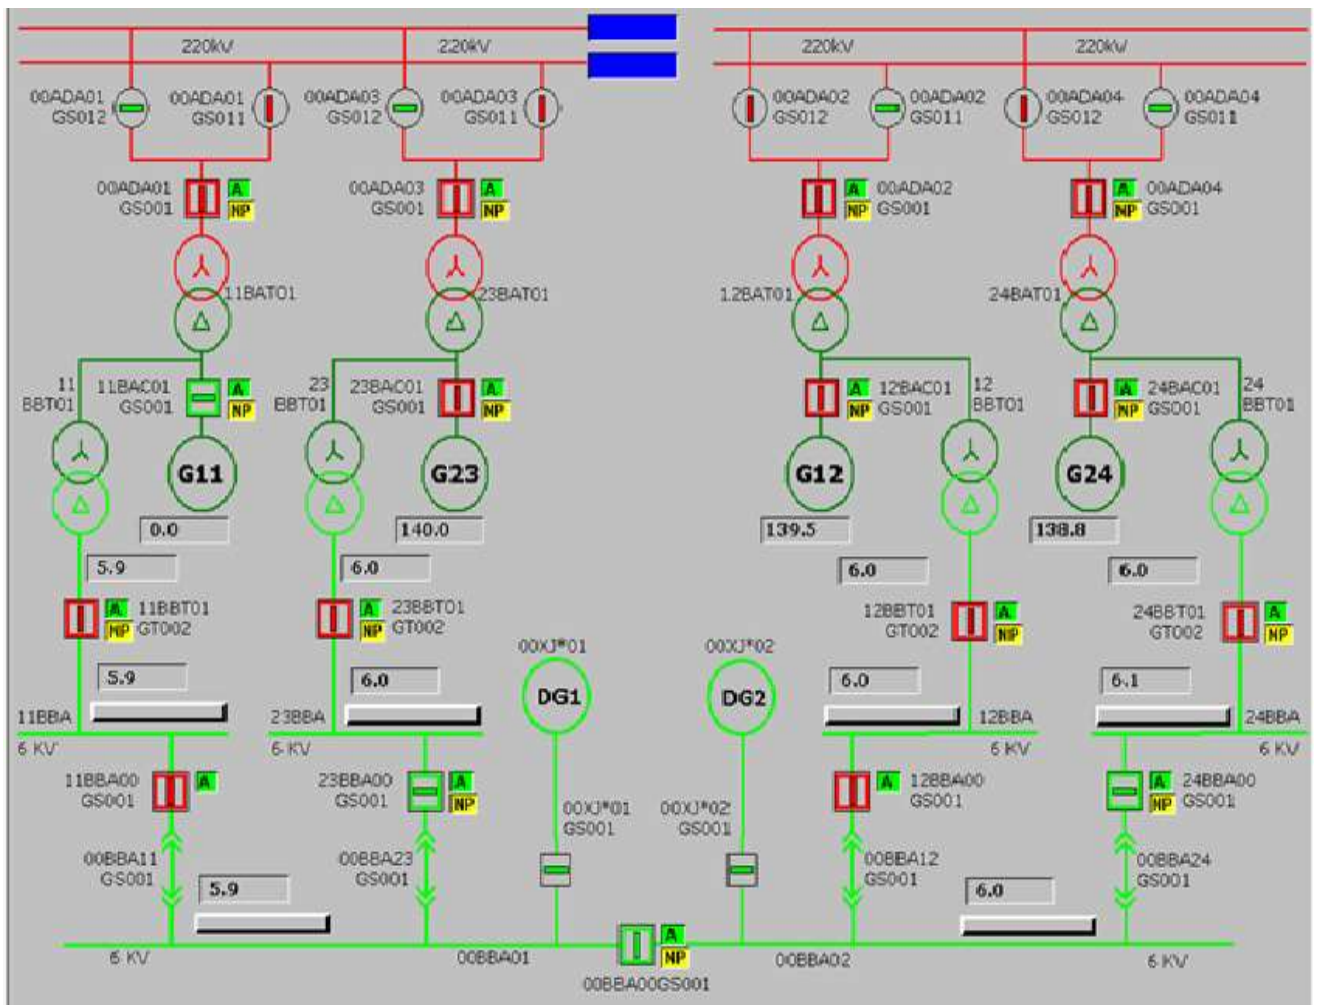 220kV 220kV 220kV 220kV
00ADA01 00ADA01 00ADA03 00ADA03 00ADA02 00ADA02 00ADA04 00ADA04
GS012 GS011 GS012 GS011 GS012 GS011 GS012 GS011
00ADA01 A 00ADA03 A A 00ADA02 A 00ADA04
GS001 NP GS001 NP NP GS001 NP GS001
11BAT01 23BAT01 12BAT01 24BAT01
11 11BAC01 A 23 23BAC01 A A 12BAC01 12 A 24BAC01 24
BBT01 GS001 NP BBT01 GS001 NP NP GS001 BBT01 NP GS001 BBT01
G11 G23 G12 G24
0.0 140.0 139.5 138.8
5.9 6.0 6.0 6.0
A 11BBT01 A 23BBT01 12BBT01 A 24BBT01 A
NP GT002 NP GT002 GT002 NP GT002 NP
00XJ*01 00XJ*02
5.9 6.0 DG1 DG2 6.0 6.1
11BBA 23BBA 12BBA 24BBA
6 KV 6 KV 6 KV 6 KV
11BBA00 A 23BBA00 A A 12BBA00 A 24BBA00
GS001 GS001 NP GS001 NP GS001
00XJ*01 00XJ*02
GS001 GS001
00BBA11 00BBA23 00BBA12 00BBA24
GS001 GS001 GS001 GS001
5.9 6.0
A
6 KV 00BBA01 NP 00BBA02 6 KV
00BBA00GS001